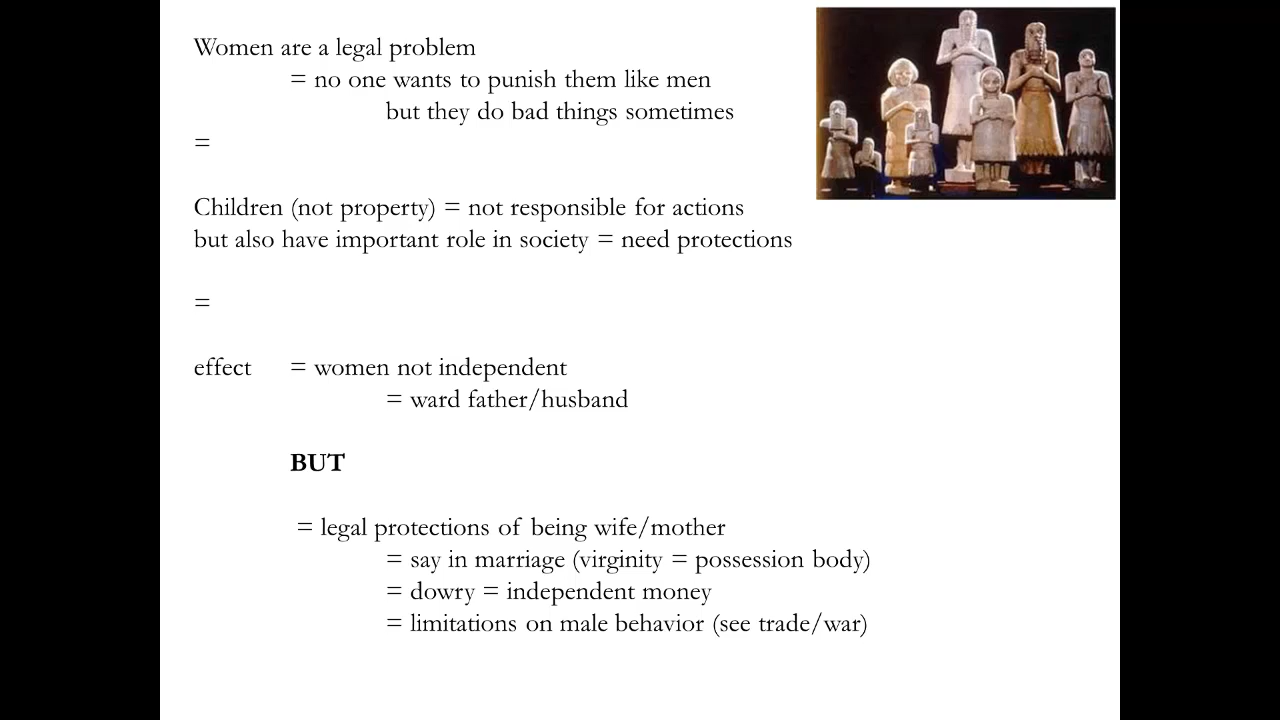 Women are a legal problem
= no one wants to punish them like men
but they do bad things sometimes
=
Children (not property) = not responsible for actions
but also have important role in society = need protections
=
effect = women not independent
= ward father/husband
BUT
= legal protections of being wife/mother
= say in marriage (virginity = possession body)
= dowry = independent money
= limitations on male behavior (see trade/war)